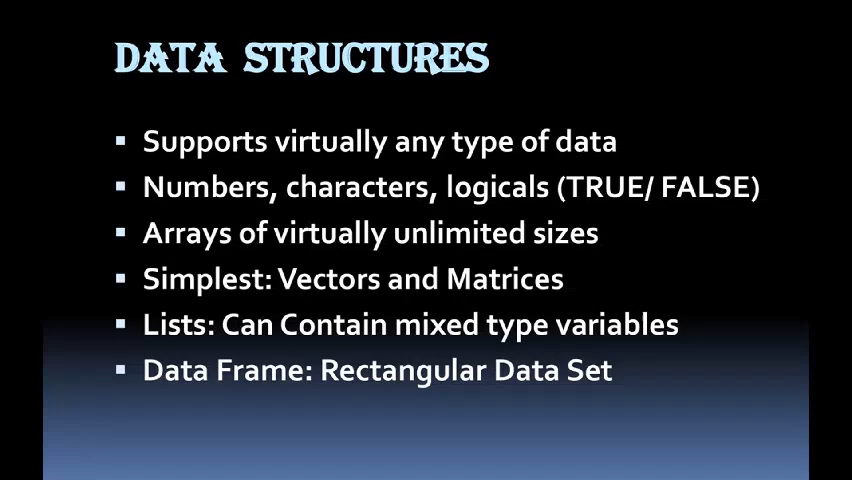 DATA STRUCTURES
Supports virtually any type of data
Numbers, characters, logicals (TRUE/ FALSE)
Arrays of virtually unlimited sizes
Simplest: Vectors and Matrices
Lists: Can Contain mixed type variables
Data Frame: Rectangular Data Set